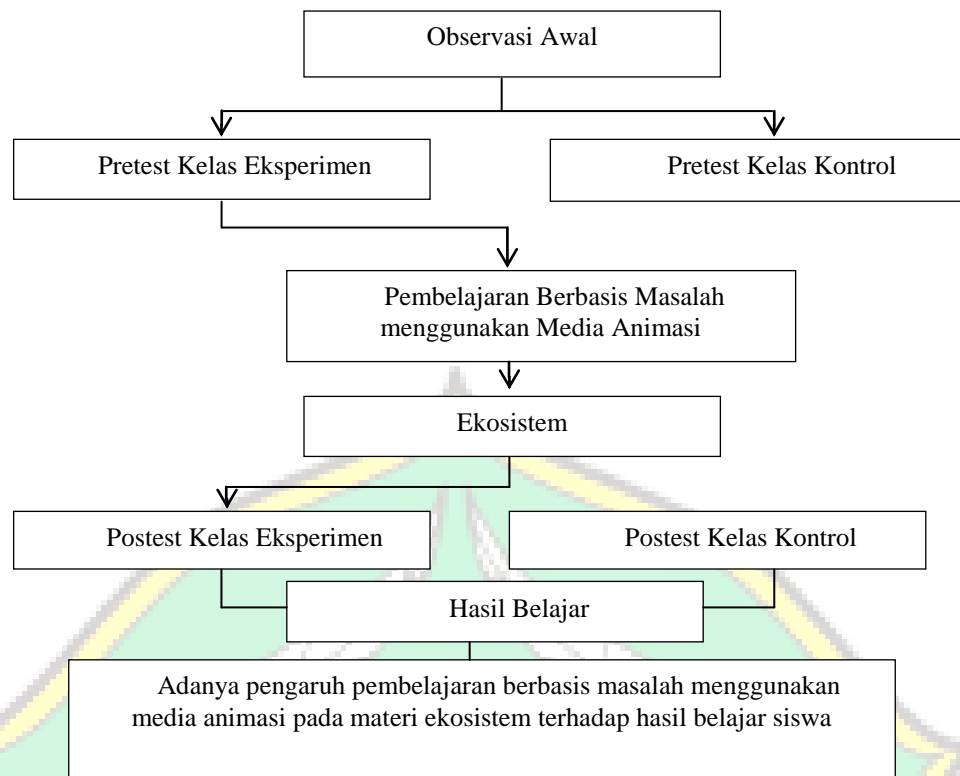 Observasi Awal
Pretest Kelas Eksperimen
Pretest Kelas Kontrol
Pembelajaran Berbasis Masalah
menggunakan Media Animasi
Ekosistem
Postest Kelas Eksperimen
Postest Kelas Kontrol
Hasil Belajar
Adanya pengaruh pembelajaran berbasis masalah menggunakan
media animasi pada materi ekosistem terhadap hasil belajar siswa